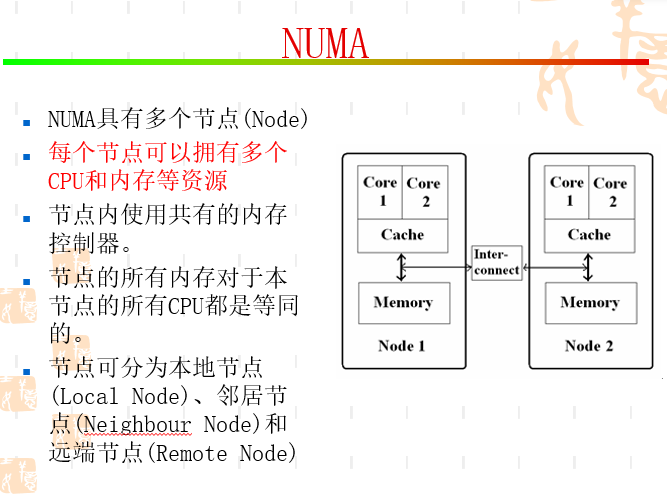 NUMA
NUMA具有多个节点(Node)
每个节点可以拥有多个
CPU和内存等资源
节点内使用共有的内存
控制器。
节点的所有内存对于本
节点的所有CPU都是等同
的。
节点可分为本地节点
(Local Node)、邻居节
点(Neighbour Node)和
远端节点(Remote Node)
Core
1
Core
2
Cache
Memory
Node 1
Inter-
connect
Core
1
Core
2
Cache
Memory
Node 2